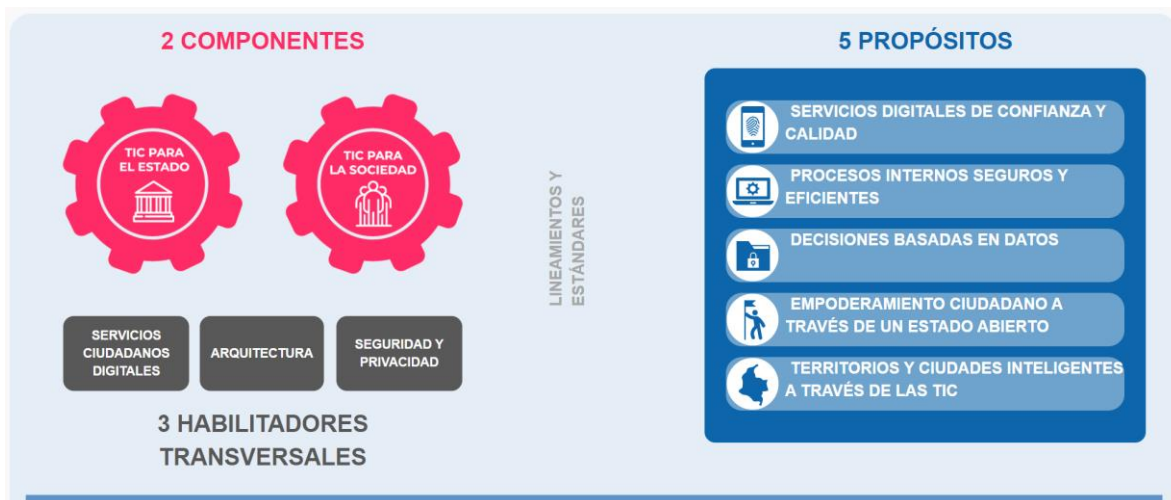 2 COMPONENTES
TIC PARA
EL ESTADO
TIC PARA
LA SOCIEDAD
SERVICIOS
CIUDADANOS
DIGITALES
ARQUITECTURA
SEGURIDAD Y
PRIVACIDAD
3 HABILITADORES
TRANSVERSALES
LINEAMIENTOS Y
ESTÁNDARES
5 PROPÓSITOS
SERVICIOS DIGITALES DE CONFIANZA Y
CALIDAD
PROCESOS INTERNOS SEGUROS Y
EFICIENTES
DECISIONES BASADAS EN DATOS
EMPODERAMIENTO CIUDADANO A
TRAVÉS DE UN ESTADO ABIERTO
TERRITORIOS Y CIUDADES INTELIGENTES
A TRAVÉS DE LAS TIC